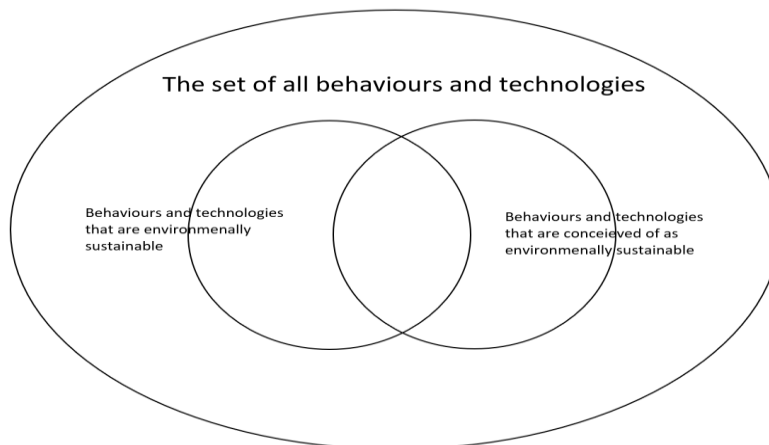 The set of all behaviours and technologies
Behaviours and technologies
that are environmenally
sustainable
Behaviours and technologies
that are conceieved of as
environmenally sustainable